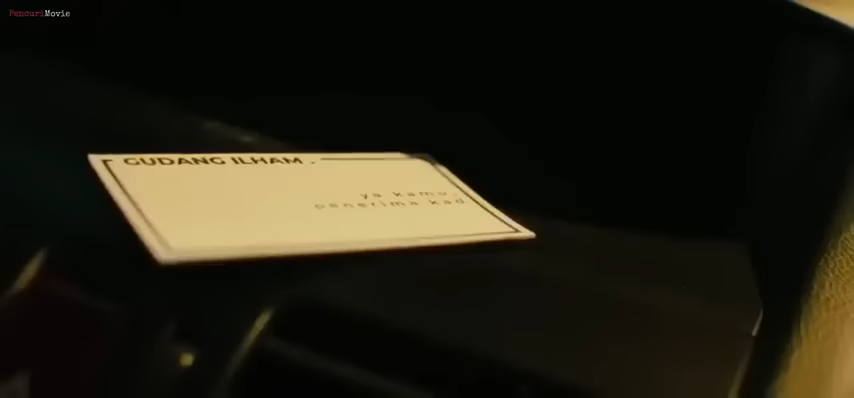 PencuriMovie
GUDANG ILHAM .
ya kamu,
penerima kad